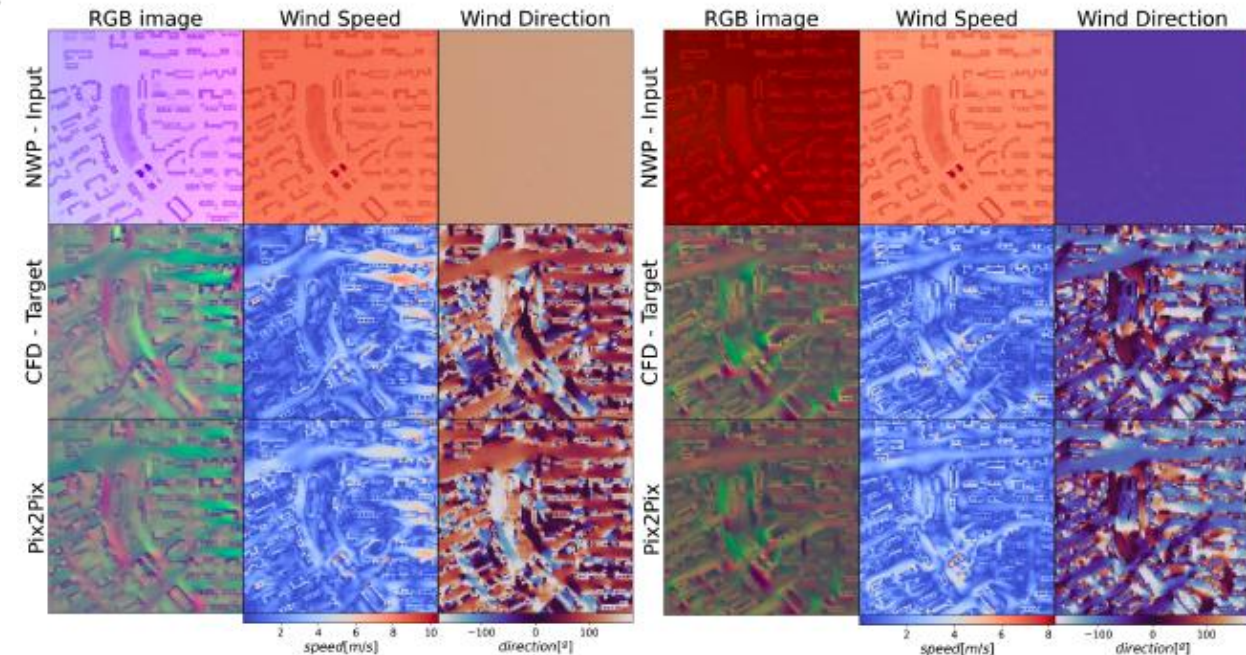 RGB image Wind Speed Wind Direction RGB image Wind Speed Wind Direction
NWP - Input NWP - Input
CFD - Target CFD - Target
Pix2Pix Pix2Pix
2 4 6 8 10 −100 0 100 2 4 6 8 −100 0 100
speed[m/s] direction[º] speed[m/s] direction[º]